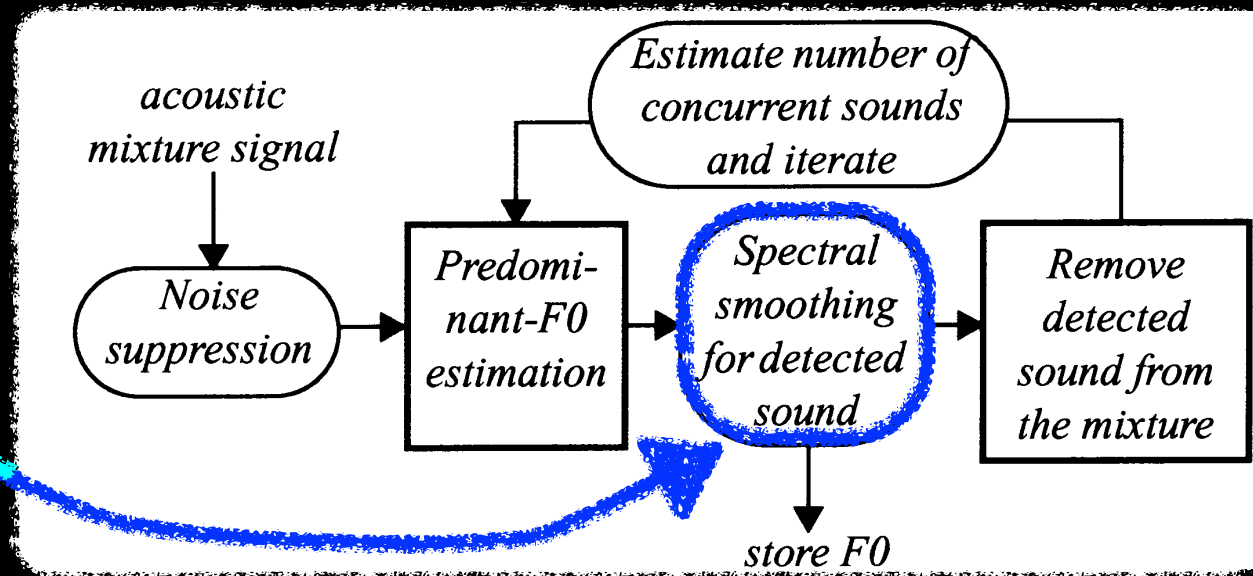 acoustic
mixture signal
Noise
suppression
Predomi-
nant-F0
estimation
Estimate number of
concurrent sounds
and iterate
Spectral
smoothing
for detected
sound
store F0
Remove
detected
sound from
the mixture